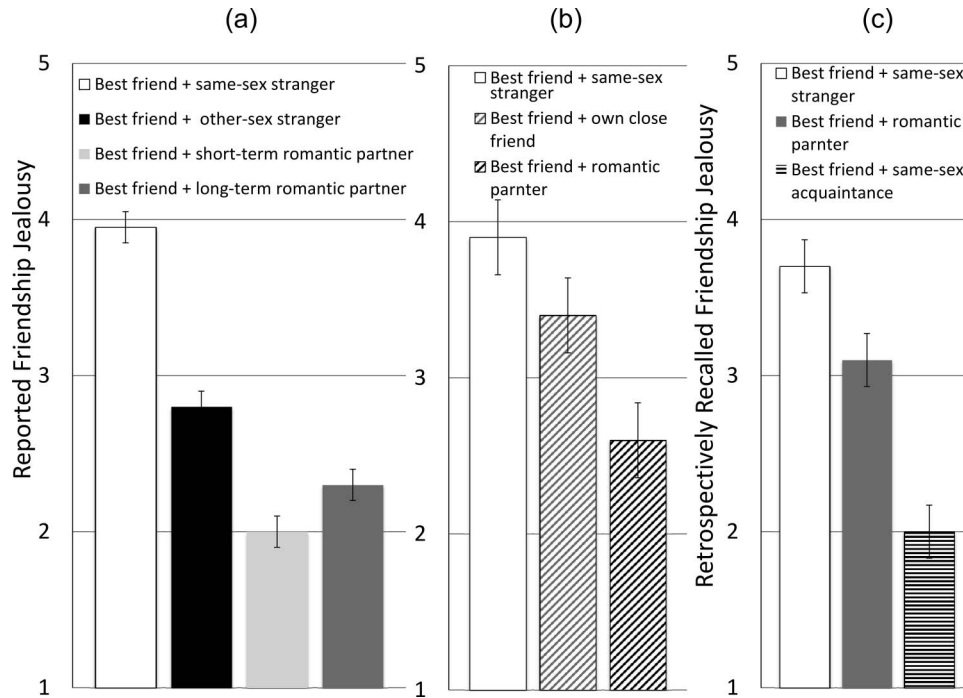 (a)
Reported Friendship Jealousy
5
4
3
2
1
Best friend + same-sex stranger
Best friend + other-sex stranger
Best friend + short-term romantic partner
Best friend + long-term romantic partner
(b)
5
4
3
2
1
Best friend + same-sex
stranger
Best friend + own close
friend
Best friend + romantic
parnter
(c)
Retrospectively Recalled Friendship Jealousy
5
4
3
2
1
Best friend + same-sex
stranger
Best friend + romantic
parnter
Best friend + same-sex
acquaintance